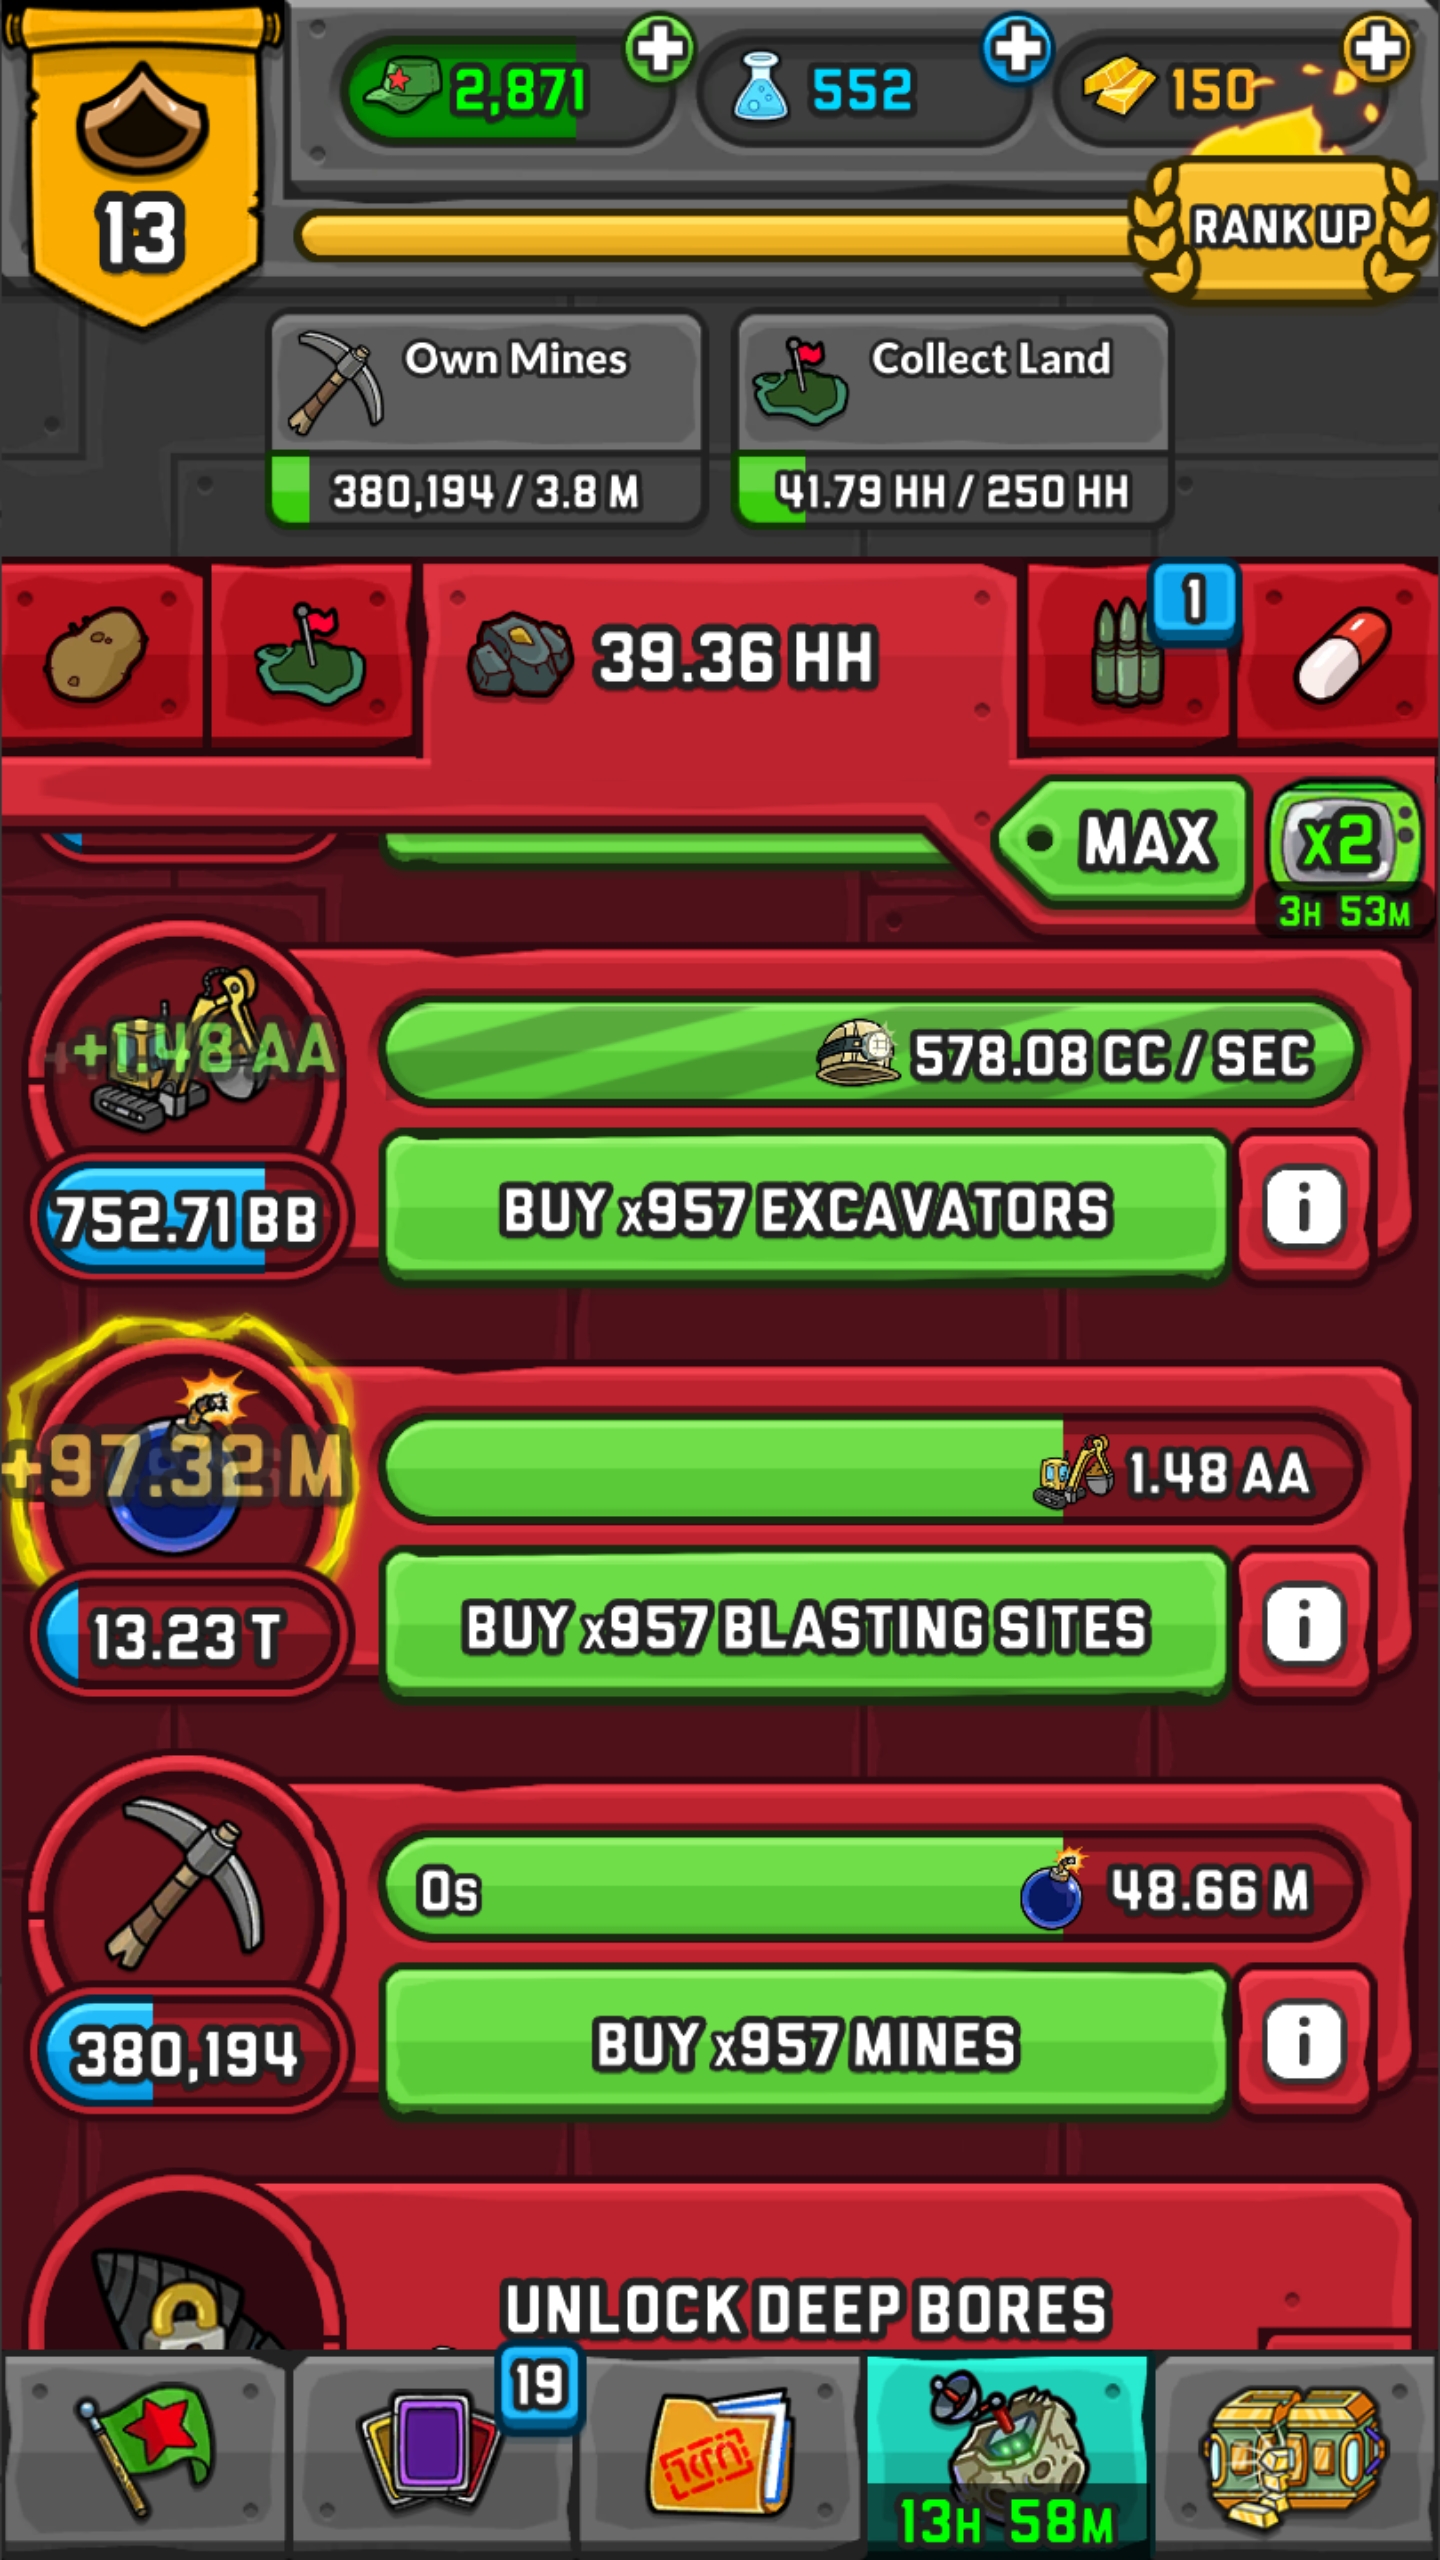 2,871
552
150
13
RANK UP
Own Mines
380,194 / 3.8 M
Collect Land
41.79 HH / 250 HH
39.36 HH
1
MAX
x2
3H 53M
+1.48 AA
578.08 CC / SEC
752.71 BB
BUY x957 EXCAVATORS
i
+97.32 M
1.48 AA
13.23 T
BUY x957 BLASTING SITES
i
0s
48.66 M
380,194
BUY x957 MINES
i
UNLOCK DEEP BORES
19
13H 58M